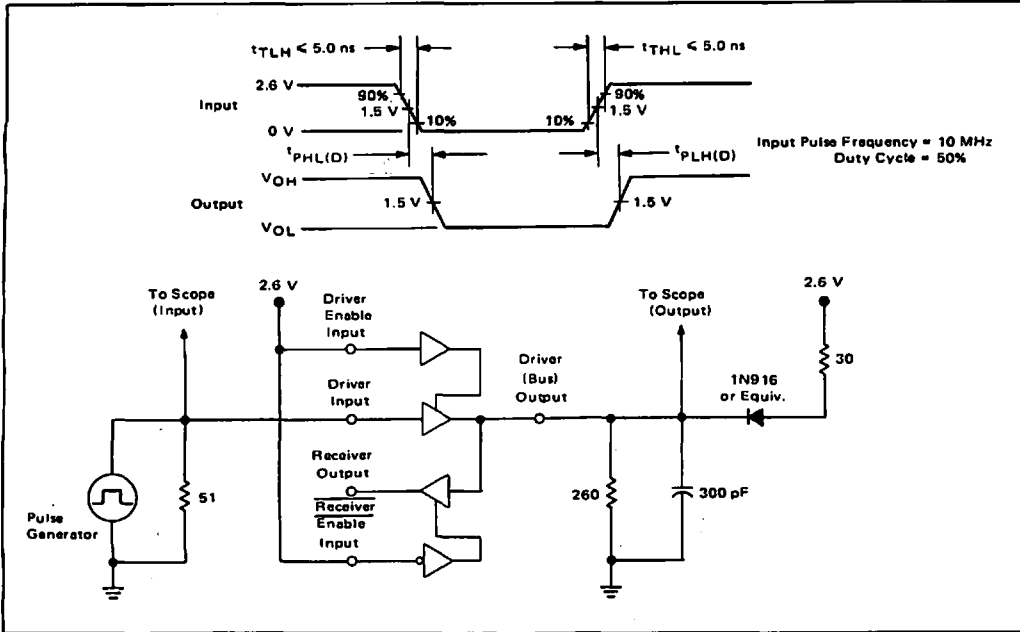 tTLH ≤ 5.0 ns
tTHL ≤ 5.0 ns
2.6 V
90%
1.5 V
10%
10%
90%
1.5 V
Input
0 V
tPHL(D)
tPLH(D)
Input Pulse Frequency = 10 MHz
Duty Cycle = 50%
VOH
Output
1.5 V
1.5 V
VOL
To Scope
(Input)
2.6 V
Driver
Enable
Input
To Scope
(Output)
2.6 V
30
Driver
Input
Driver
(Bus)
Output
1N916
or Equiv.
Receiver
Output
Receiver
Enable
Input
Pulse
Generator
51
260
300 pF